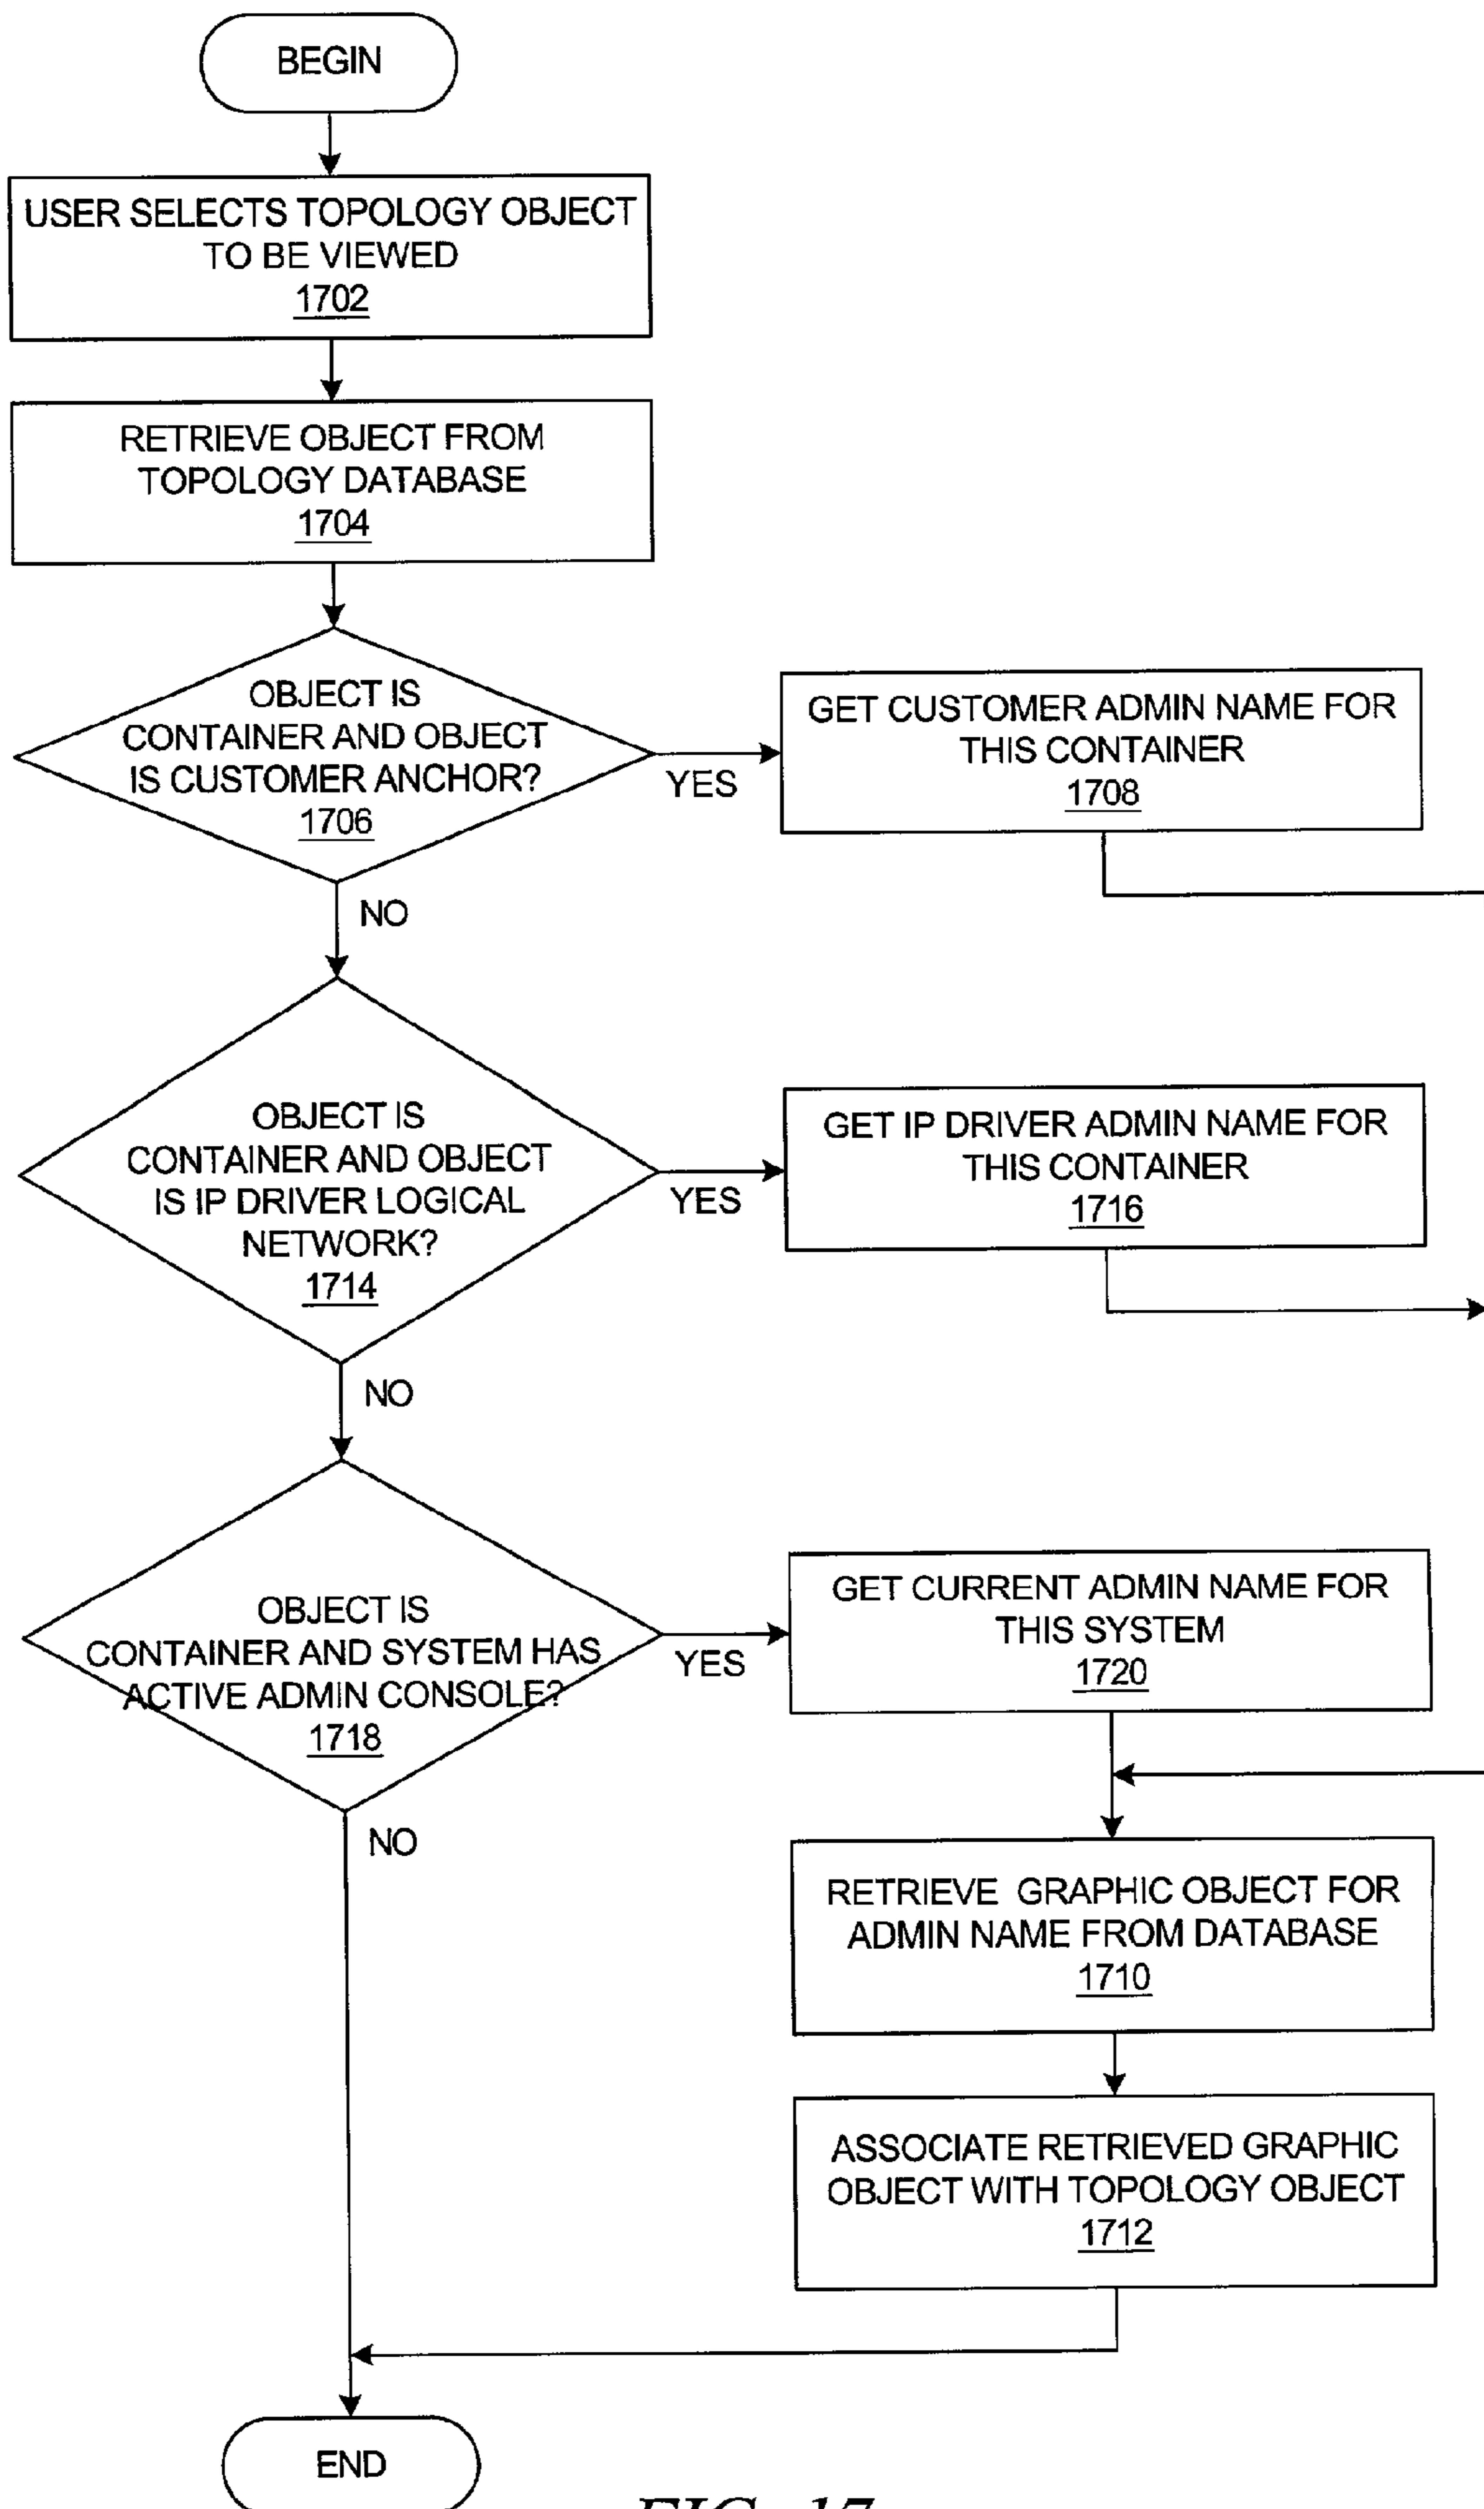 BEGIN
USER SELECTS TOPOLOGY OBJECT
TO BE VIEWED
1702
RETRIEVE OBJECT FROM
TOPOLOGY DATABASE
1704
OBJECT IS
CONTAINER AND OBJECT
IS CUSTOMER ANCHOR?
1706
YES
GET CUSTOMER ADMIN NAME FOR
THIS CONTAINER
1708
NO
OBJECT IS
CONTAINER AND OBJECT
IS IP DRIVER LOGICAL
NETWORK?
1714
YES
GET IP DRIVER ADMIN NAME FOR
THIS CONTAINER
1716
NO
OBJECT IS
CONTAINER AND SYSTEM HAS
ACTIVE ADMIN CONSOLE?
1718
YES
GET CURRENT ADMIN NAME FOR
THIS SYSTEM
1720
NO
RETRIEVE GRAPHIC OBJECT FOR
ADMIN NAME FROM DATABASE
1710
ASSOCIATE RETRIEVED GRAPHIC
OBJECT WITH TOPOLOGY OBJECT
1712
END
FIG. 17